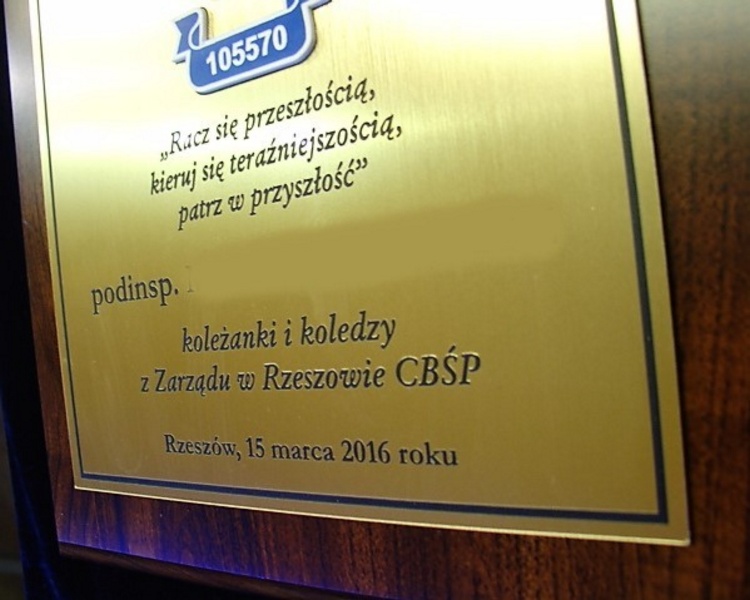 105570
„Racz się przeszłością,
kieruj się teraźniejszością,
patrz w przyszłość”
podinsp.
koleżanki i koledzy
z Zarządu w Rzeszowie CBŚP
Rzeszów, 15 marca 2016 roku